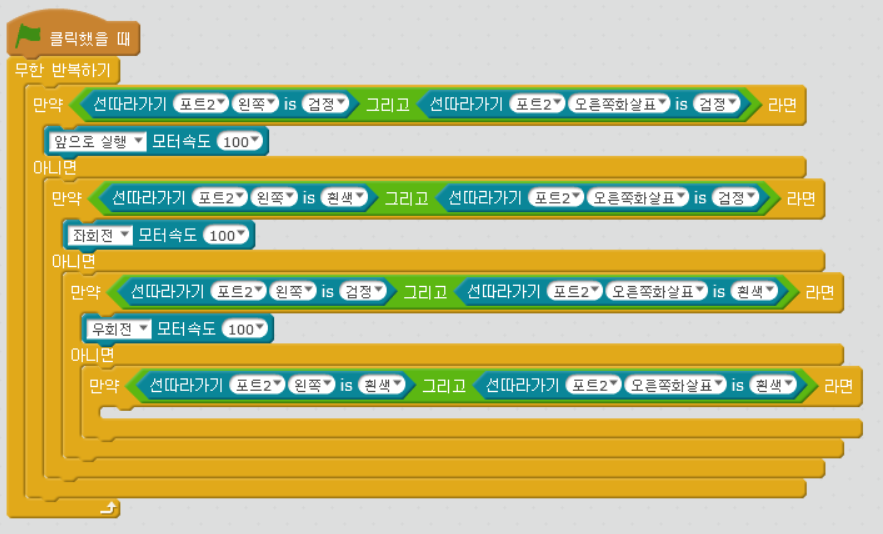 클릭했을 때
무한 반복하기
만약 선따라가기 포트2 왼쪽 is 검정 그리고 선따라가기 포트2 오른쪽화살표 is 검정 라면
앞으로 실행 모터속도 100
아니면
만약 선따라가기 포트2 왼쪽 is 흰색 그리고 선따라가기 포트2 오른쪽화살표 is 검정 라면
좌회전 모터속도 100
아니면
만약 선따라가기 포트2 왼쪽 is 검정 그리고 선따라가기 포트2 오른쪽화살표 is 흰색 라면
우회전 모터속도 100
아니면
만약 선따라가기 포트2 왼쪽 is 흰색 그리고 선따라가기 포트2 오른쪽화살표 is 흰색 라면